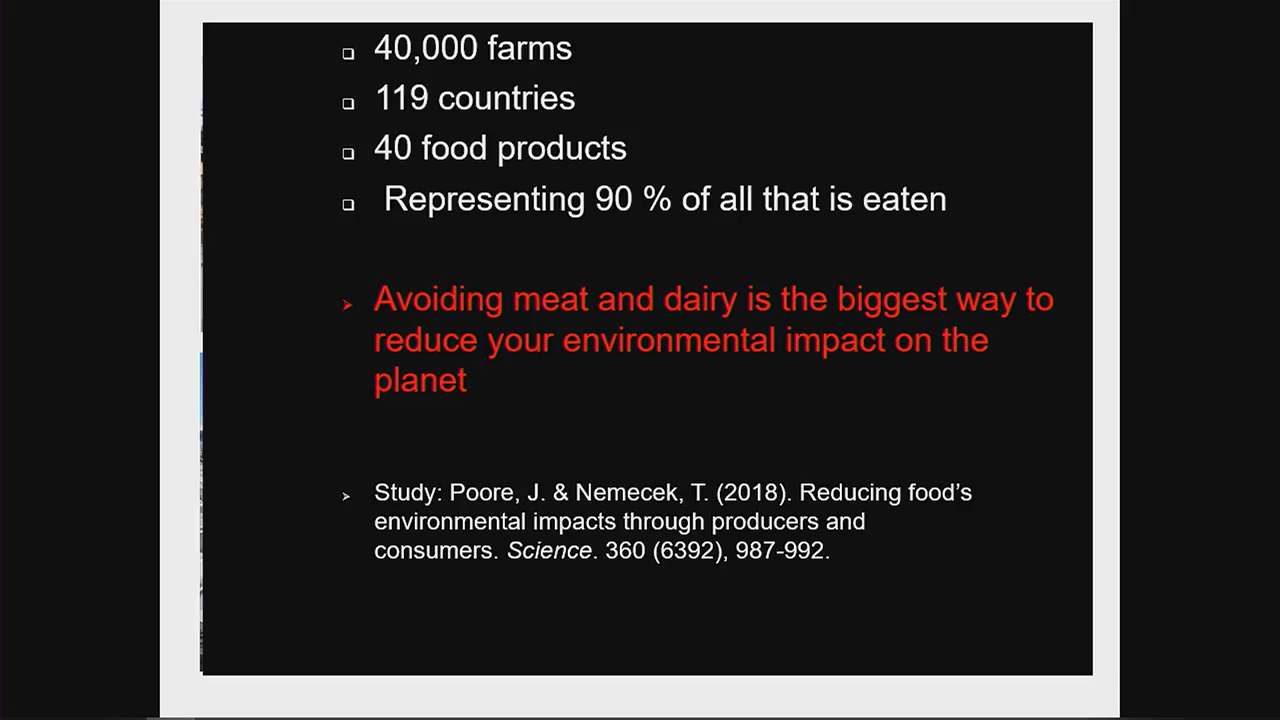 40,000 farms
119 countries
40 food products
Representing 90 % of all that is eaten
Avoiding meat and dairy is the biggest way to
reduce your environmental impact on the
planet
Study: Poore, J. & Nemecek, T. (2018). Reducing food’s
environmental impacts through producers and
consumers. Science. 360 (6392), 987-992.